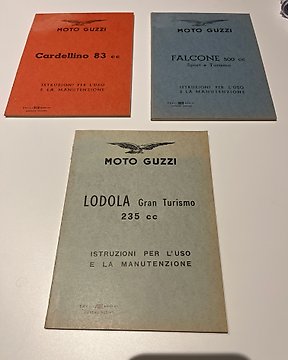 MOTO GUZZI
Cardellino 83 cc
ISTRUZIONI PER L'USO
E LA MANUTENZIONE
MOTO GUZZI
FALCONE 500 cc
Sport e Turismo
ISTRUZIONI PER L'USO
E LA MANUTENZIONE
MOTO GUZZI
LODOLA Gran Turismo
235 cc
ISTRUZIONI PER L'USO
E LA MANUTENZIONE